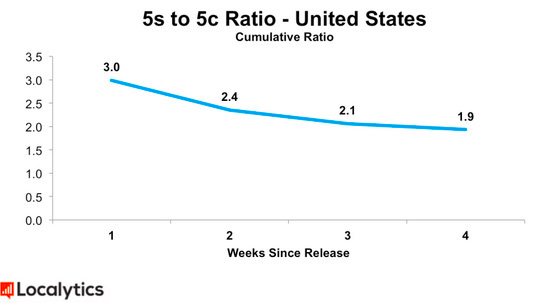 5s to 5c Ratio - United States
Cumulative Ratio
3.5
3.0
2.5
2.0
1.5
1.0
0.5
0.0
3.0
2.4
2.1
1.9
1 2 3 4
Weeks Since Release
Localytics